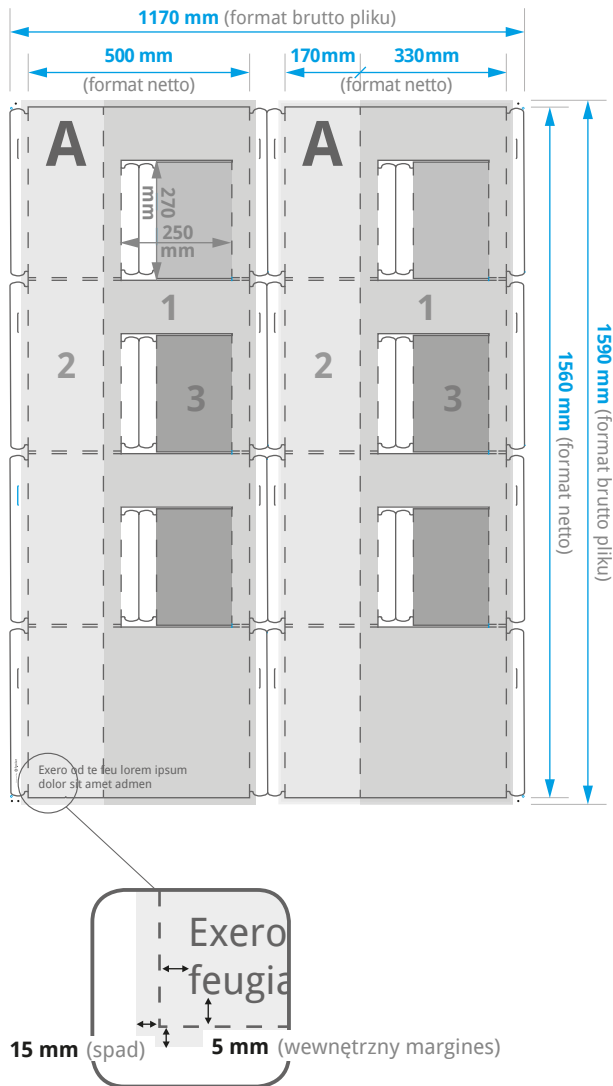 1170 mm (format brutto pliku)
500 mm
(format netto)
170mm
330mm
(format netto)
A
A
270 mm
250 mm
1
1
2
2
3
3
1560 mm (format netto)
1590 mm (format brutto pliku)
Exero od te feu lorem ipsum
dolor sit amet admen
Exero
feugia
15 mm (spad)
5 mm (wewnętrzny margines)